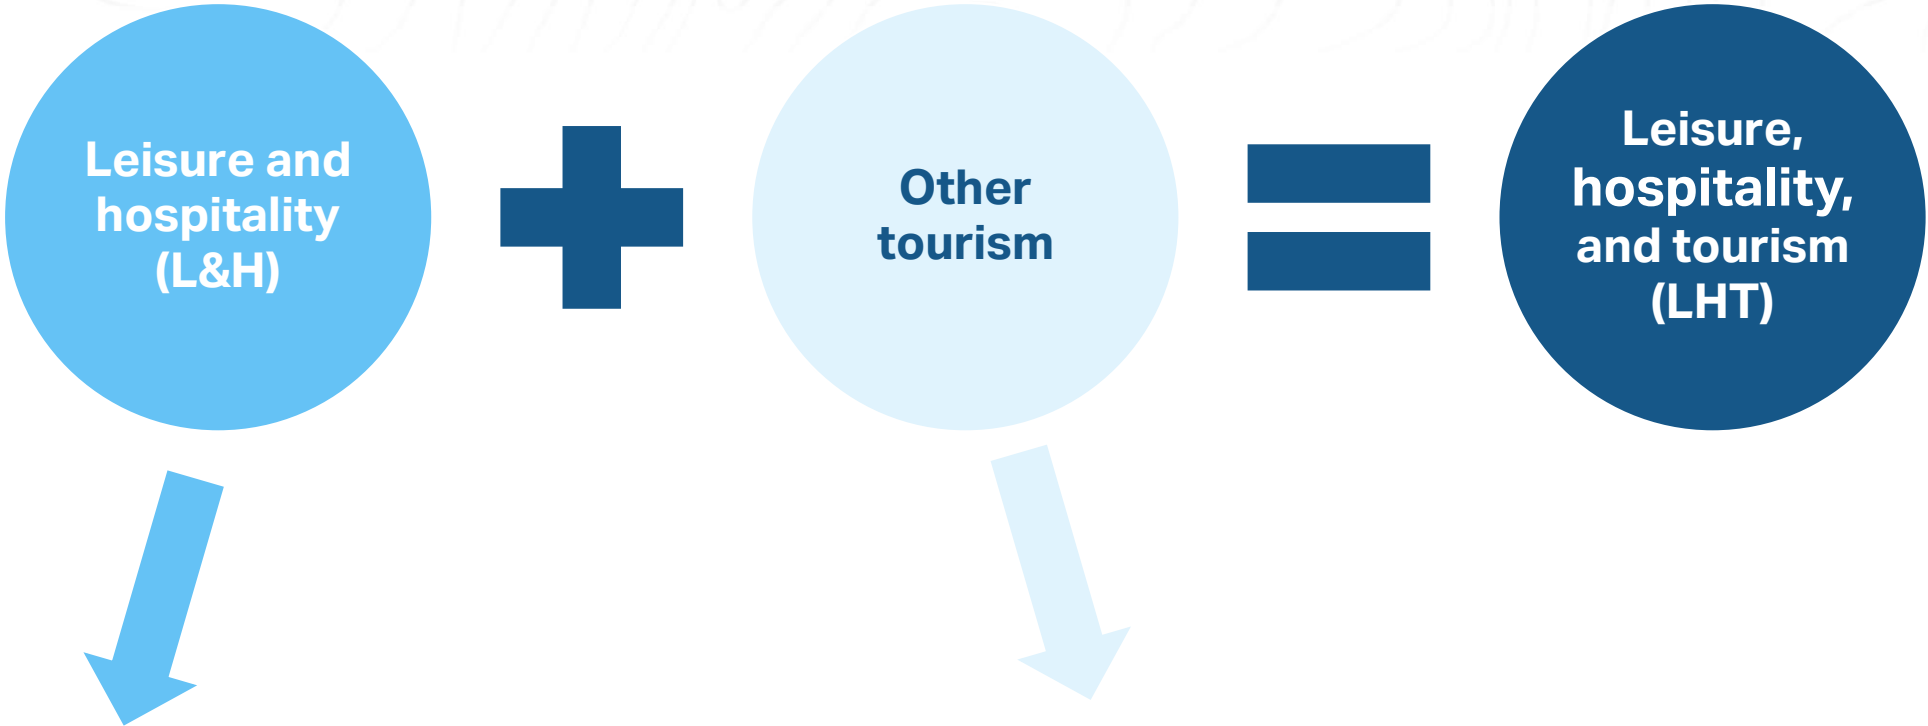 Leisure and
hospitality
(L&H)
Other
tourism
Leisure,
hospitality,
and tourism
(LHT)